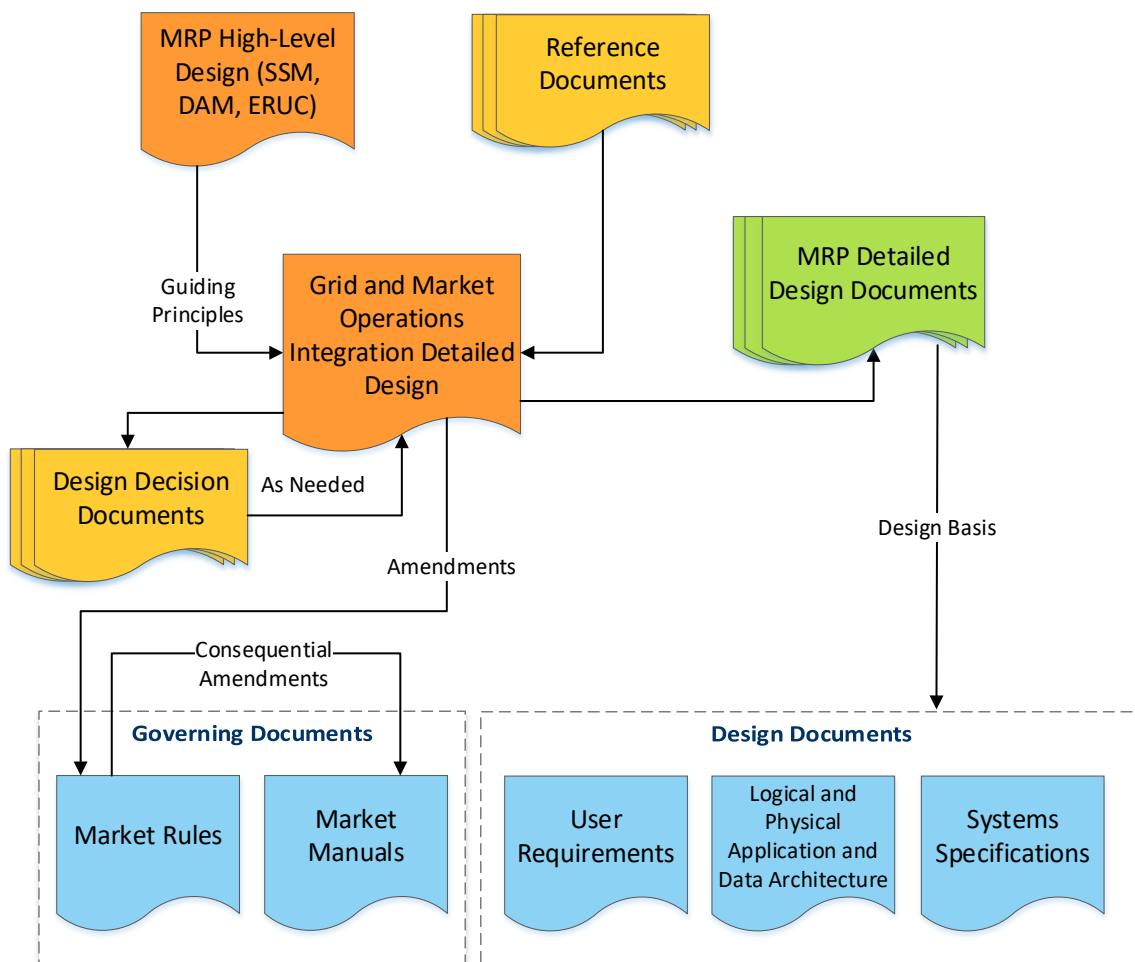 MRP High-Level
Design (SSM,
DAM, ERUC)
Reference
Documents
MRP Detailed
Design Documents
Guiding
Principles
Grid and Market
Operations
Integration Detailed
Design
Design Decision
Documents
As Needed
Design Basis
Amendments
Consequential
Amendments
Governing Documents
Design Documents
Market Rules
Market
Manuals
User
Requirements
Logical and
Physical
Application and
Data Architecture
Systems
Specifications